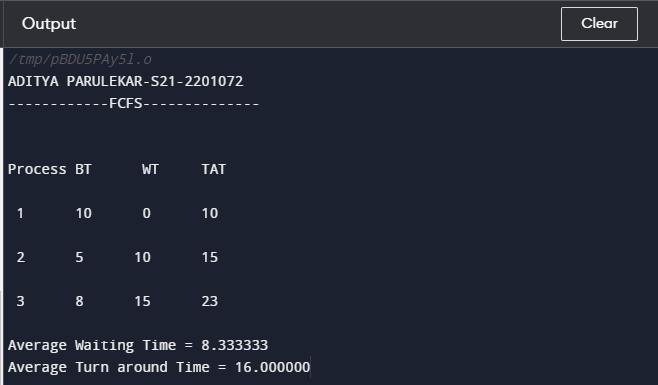 Output
Clear
/tmp/pBDU5PAy5l.o
ADITYA PARULEKAR-S21-2201072
------------FCFS--------------
Process BT      WT     TAT
1      10      0      10
2      5      10      15
3      8      15      23
Average Waiting Time = 8.333333
Average Turn around Time = 16.000000